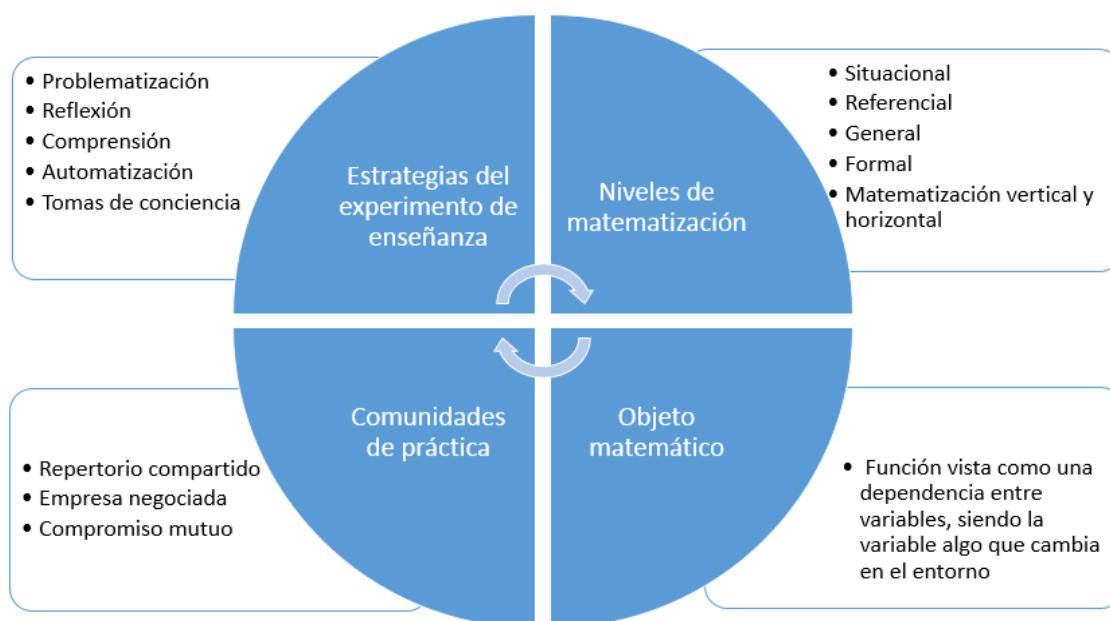 • Problematización
• Reflexión
• Comprensión
• Automatización
• Tomas de conciencia
Estrategias del
experimento de
enseñanza
Niveles de
matematización
• Situacional
• Referencial
• General
• Formal
• Matematización vertical y
horizontal
Comunidades
de práctica
• Repertorio compartido
• Empresa negociada
• Compromiso mutuo
Objeto
matemático
• Función vista como una
dependencia entre
variables, siendo la
variable algo que cambia
en el entorno